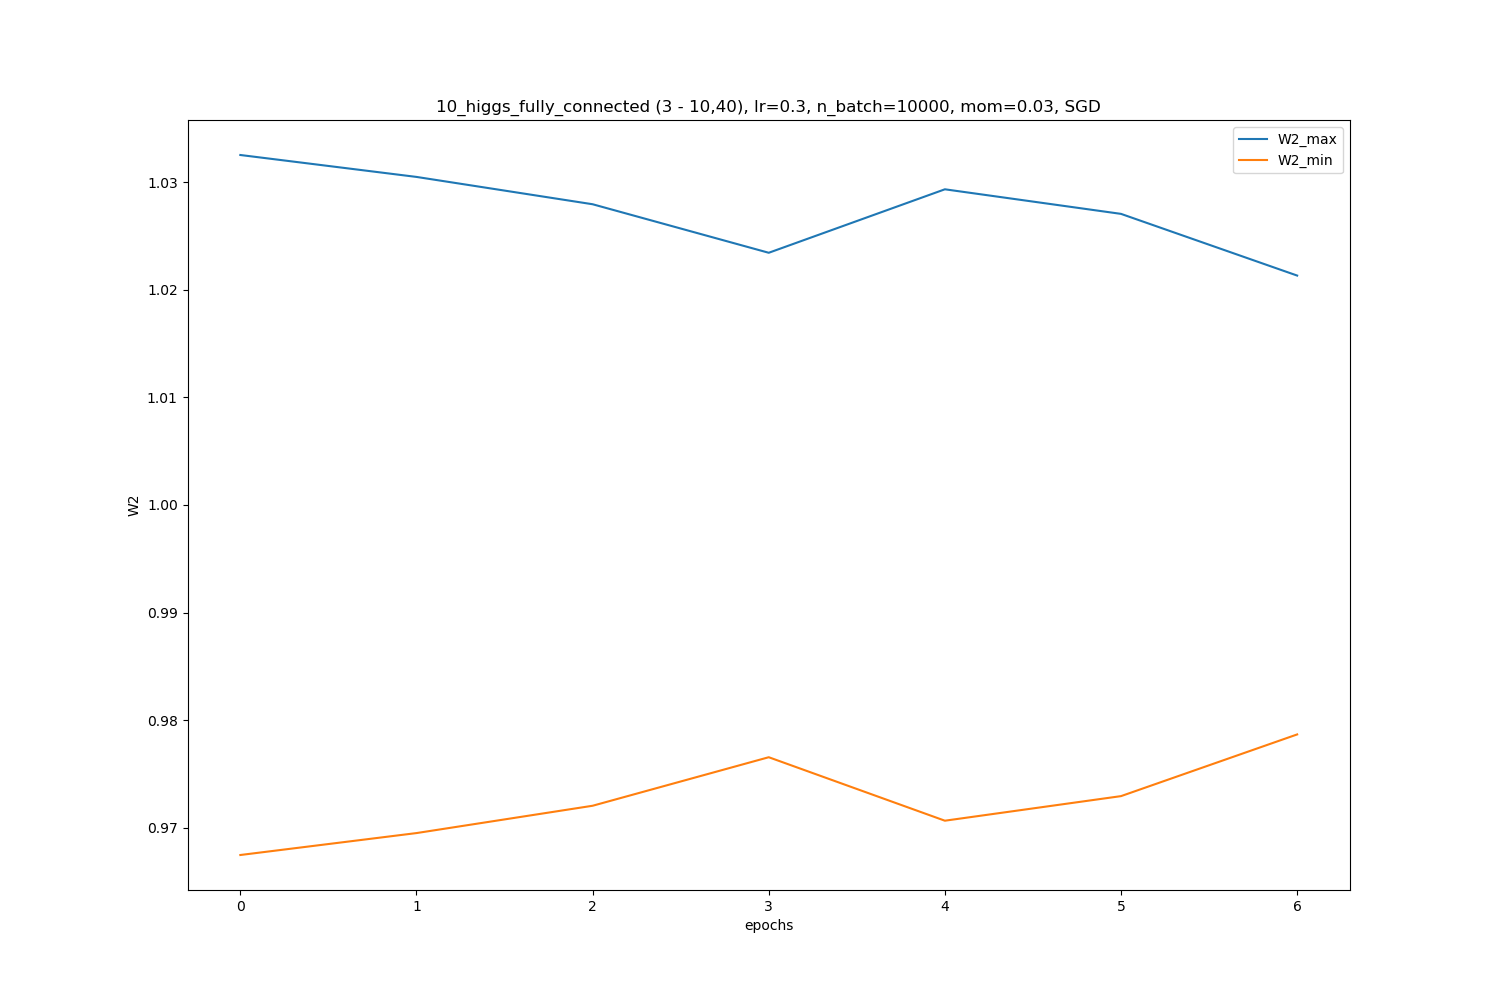 10_higgs_fully_connected (3 - 10,40), lr=0.3, n_batch=10000, mom=0.03, SGD
W2_max
W2_min
1.03
1.02
1.01
1.00
0.99
0.98
0.97
W2
0 1 2 3 4 5 6
epochs